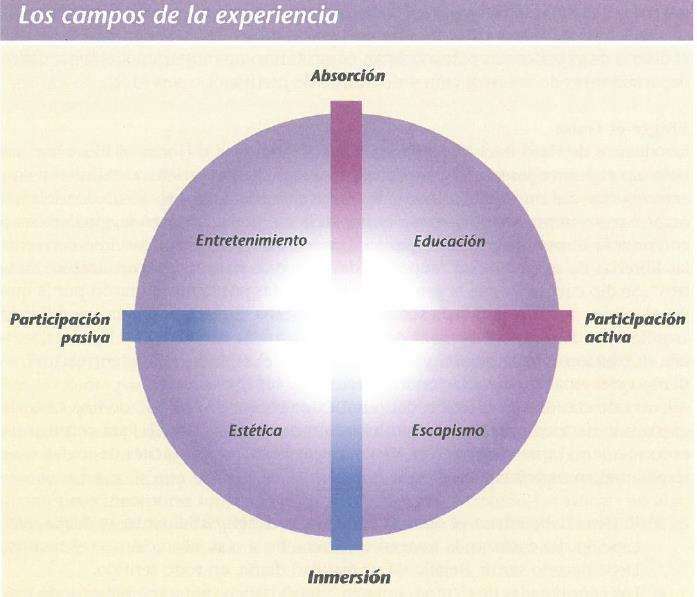 Los campos de la experiencia
Absorción
Entretenimiento
Educación
Participación
pasiva
Participación
activa
Estética
Escapismo
Inmersión